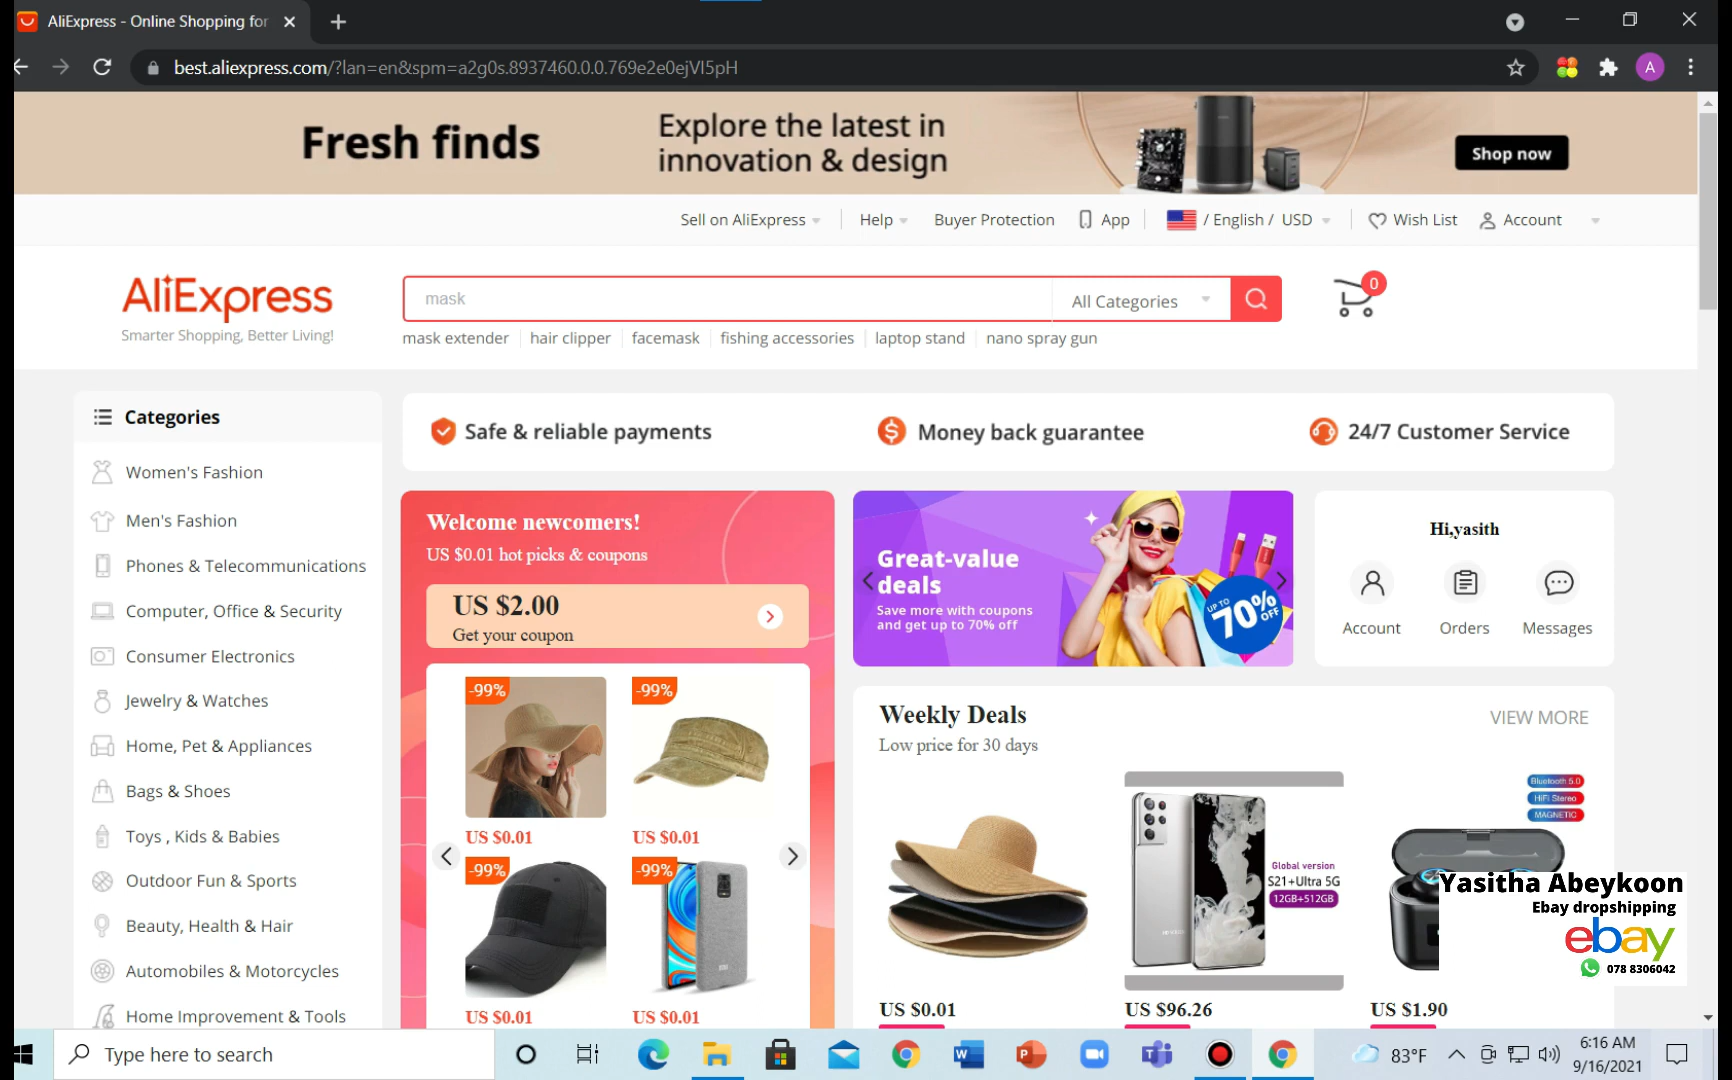 AliExpress - Online Shopping for
best.aliexpress.com/?lan=en&spm=a2g0s.8937460.0.0.769e2e0ejVI5pH
A
Fresh finds
Explore the latest in
innovation & design
Shop now
Sell on AliExpress
Help
Buyer Protection
App
/ English / USD
Wish List
Account
AliExpress
Smarter Shopping, Better Living!
mask
All Categories
0
mask extender
hair clipper
facemask
fishing accessories
laptop stand
nano spray gun
Categories
Women's Fashion
Men's Fashion
Phones & Telecommunications
Computer, Office & Security
Consumer Electronics
Jewelry & Watches
Home, Pet & Appliances
Bags & Shoes
Toys , Kids & Babies
Outdoor Fun & Sports
Beauty, Health & Hair
Automobiles & Motorcycles
Home Improvement & Tools
Safe & reliable payments
Money back guarantee
24/7 Customer Service
Welcome newcomers!
US $0.01 hot picks & coupons
US $2.00
Get your coupon
-99%
-99%
US $0.01
US $0.01
-99%
-99%
US $0.01
US $0.01
Great-value
deals
Save more with coupons
and get up to 70% off
UP TO
70% OFF
Hi,yasith
Account
Orders
Messages
Weekly Deals
VIEW MORE
Low price for 30 days
Global version
S21+Ultra 5G
12GB+512GB
Bluetooth 5.0
HiFi Stereo
MAGNETIC
US $0.01
US $96.26
US $1.90
Yasitha Abeykoon
Ebay dropshipping
ebay
078 8306042
Type here to search
83°F
6:16 AM
9/16/2021